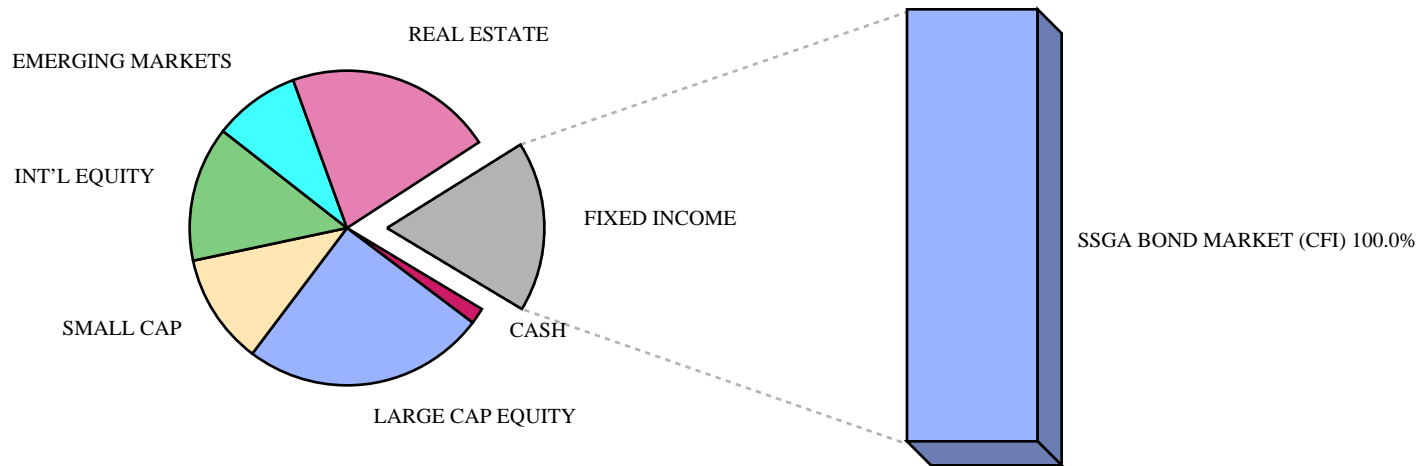 REAL ESTATE
EMERGING MARKETS
INT'L EQUITY
FIXED INCOME
SSGA BOND MARKET (CFI) 100.0%
SMALL CAP
CASH
LARGE CAP EQUITY